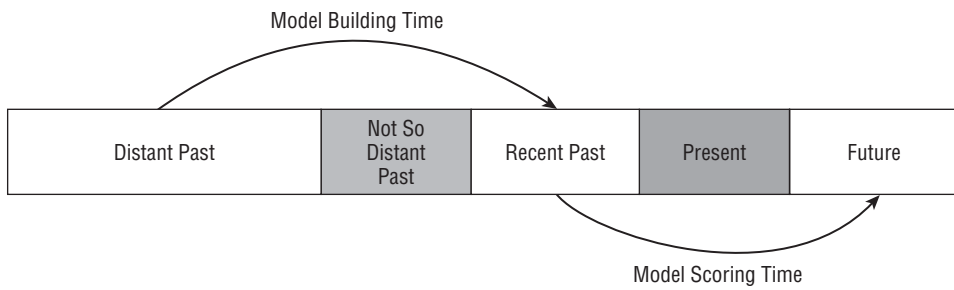 Model Building Time
Distant Past
Not So
Distant
Past
Recent Past
Present
Future
Model Scoring Time